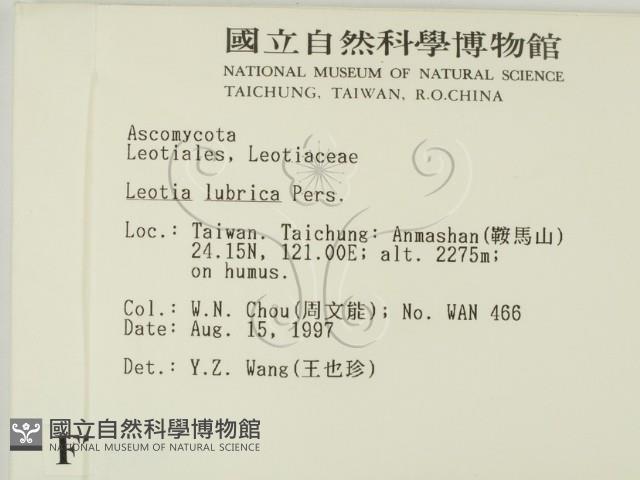 國立自然科學博物館
NATIONAL MUSEUM OF NATURAL SCIENCE
TAICHUNG, TAIWAN, R.O.CHINA
Ascomycota
Leotiales, Leotiaceae
Leotia lubrica Pers.
Loc.: Taiwan. Taichung: Anmashan(鞍馬山)
24.15N, 121.00E; alt. 2275m;
on humus.
Col.: W.N. Chou(周文能); No. WAN 466
Date: Aug. 15, 1997
Det.: Y.Z. Wang(王也珍)
國立自然科學博物館
NATIONAL MUSEUM OF NATURAL SCIENCE
F